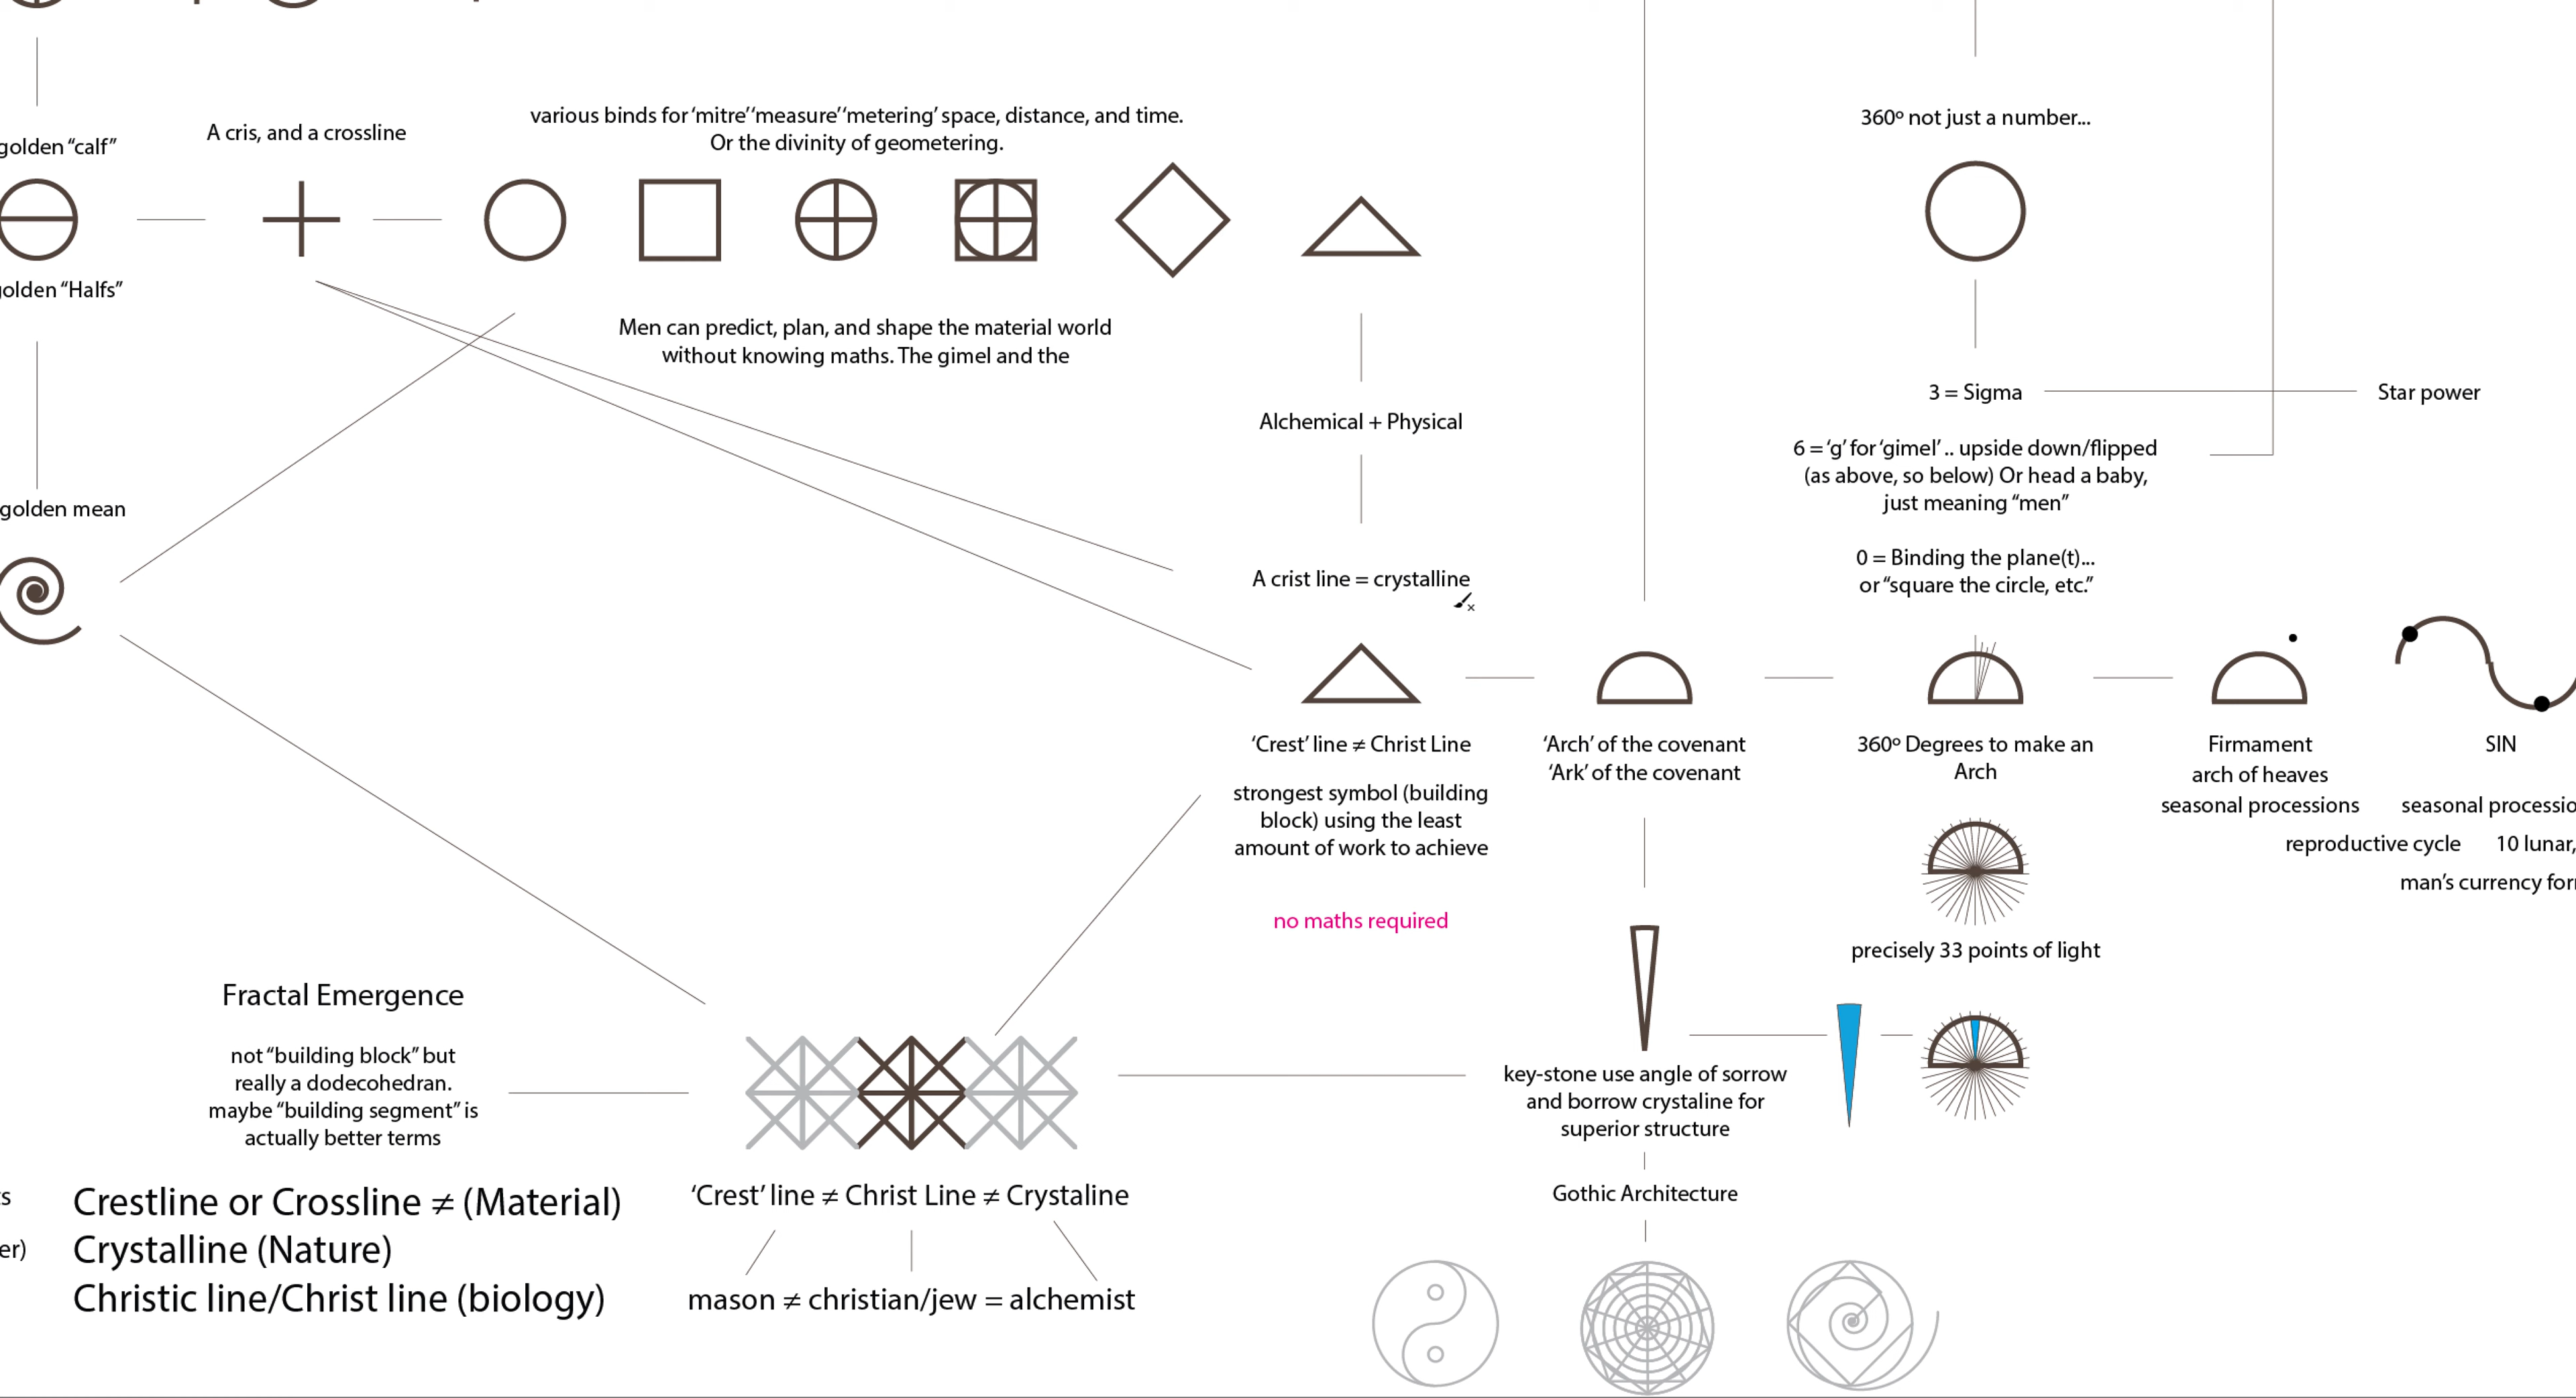 golden “calf”
A cris, and a crossline
various binds for ‘mitre’‘measure’‘metering’ space, distance, and time.
Or the divinity of geometering.
360º not just a number...
golden “Halfs”
Men can predict, plan, and shape the material world
without knowing maths. The gimel and the
3 = Sigma
Star power
Alchemical + Physical
6 = ‘g’ for ‘gimel’ .. upside down/flipped
(as above, so below) Or head a baby,
just meaning “men”
golden mean
0 = Binding the plane(t)...
or “square the circle, etc.”
A crist line = crystalline
‘Crest’ line ≠ Christ Line
strongest symbol (building
block) using the least
amount of work to achieve
no maths required
‘Arch’ of the covenant
‘Ark’ of the covenant
360º Degrees to make an
Arch
Firmament
arch of heaves
seasonal processions
SIN
seasonal processio
reproductive cycle
10 lunar,
man’s currency for
precisely 33 points of light
Fractal Emergence
not “building block” but
really a dodecohedran.
maybe “building segment” is
actually better terms
key-stone use angle of sorrow
and borrow crystaline for
superior structure
Gothic Architecture
Crestline or Crossline ≠ (Material)
er)
Crystalline (Nature)
Christic line/Christ line (biology)
‘Crest’ line ≠ Christ Line ≠ Crystaline
mason ≠ christian/jew = alchemist